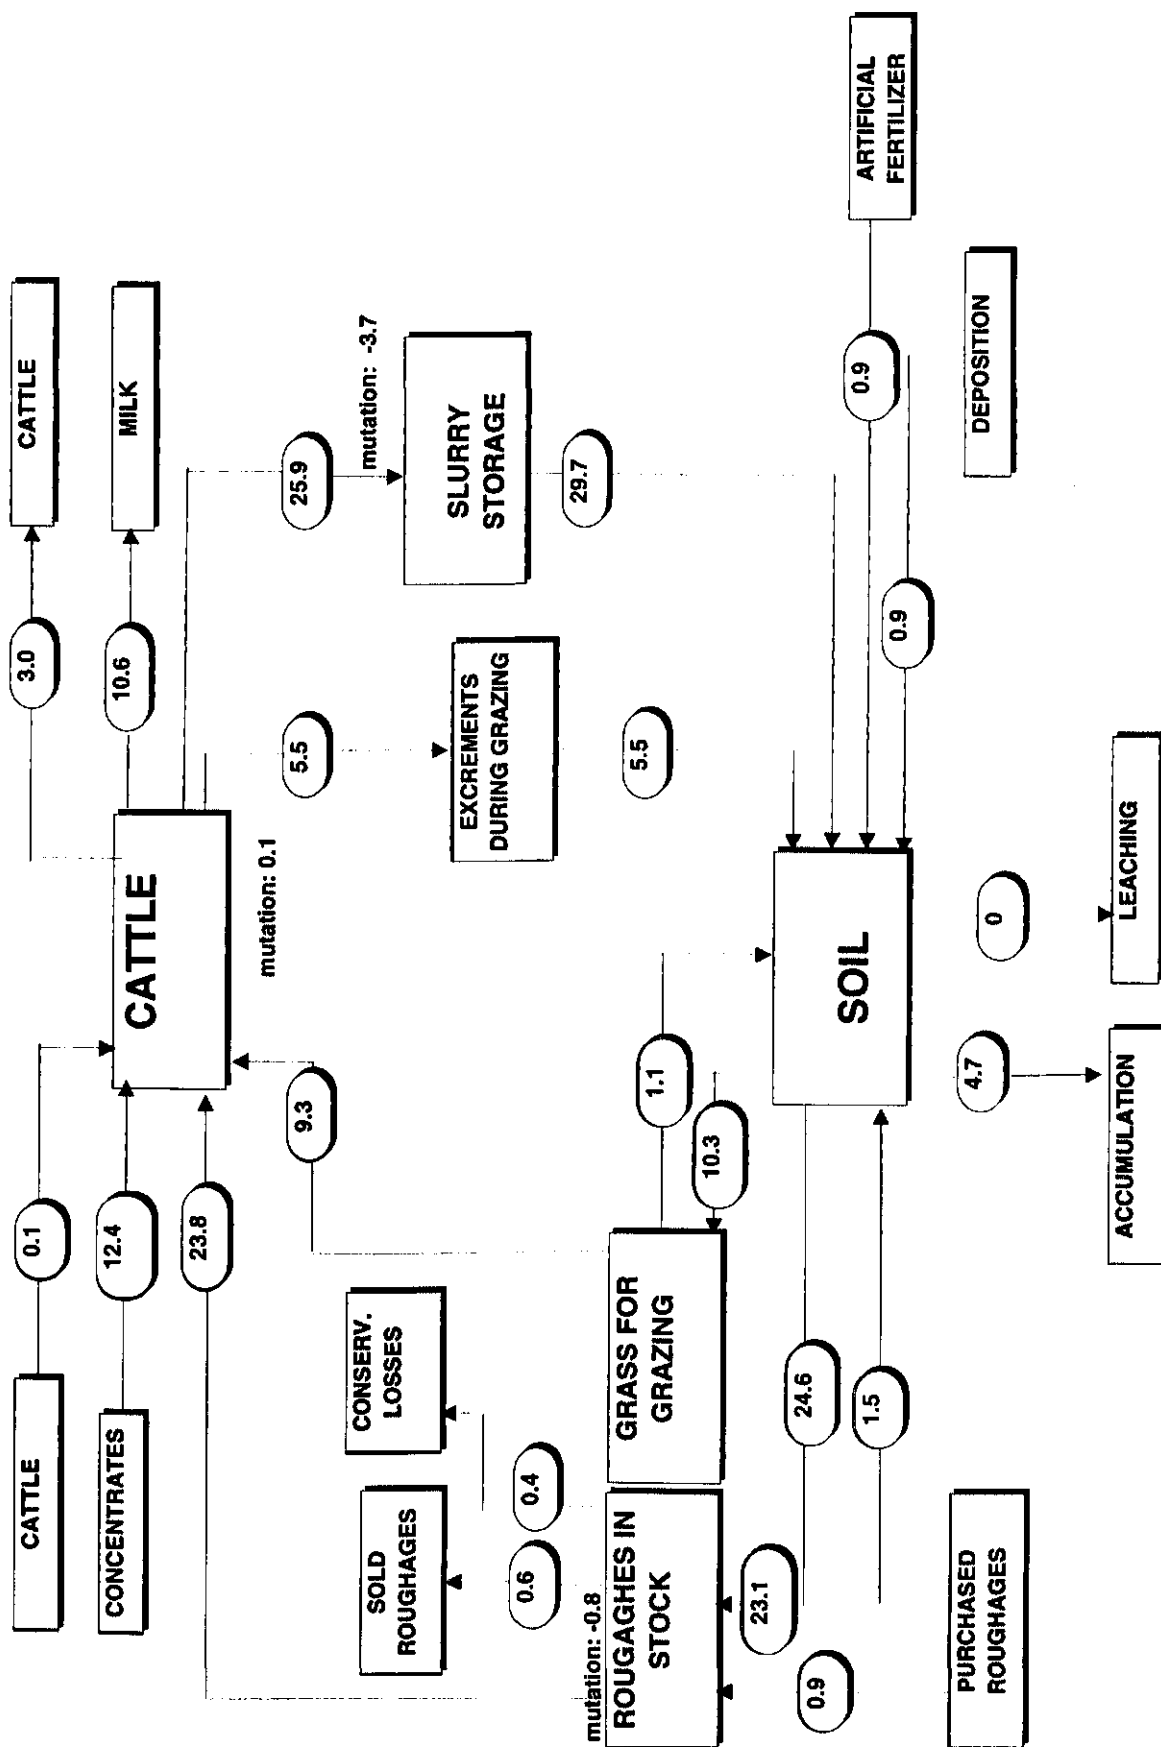 CATTLE
CONCENTRATES
0.1
12.4
23.8
CATTLE
mutation: 0.1
3.0
10.6
CATTLE
MILK
SOLD
ROUGHAGES
CONSERV.
LOSSES
9.3
5.5
25.9
mutation: -3.7
0.6
0.4
EXCREMENTS
DURING GRAZING
SLURRY
STORAGE
mutation: -0.8
ROUGAGHES IN
STOCK
GRASS FOR
GRAZING
1.1
10.3
5.5
29.7
23.1
0.9
24.6
1.5
SOIL
0.9
0.9
ARTIFICIAL
FERTILIZER
PURCHASED
ROUGHAGES
4.7
0
DEPOSITION
ACCUMULATION
LEACHING